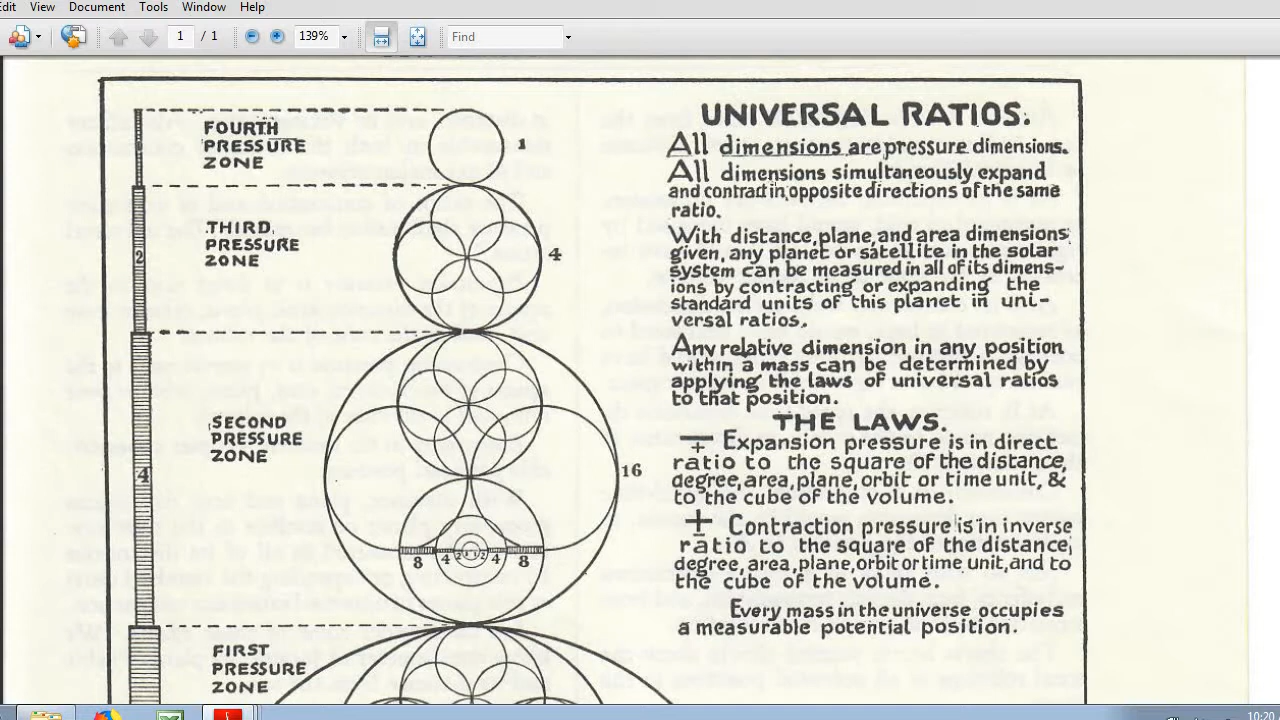 Edit View Document Tools Window Help
1 / 1 139% Find
UNIVERSAL RATIOS.
All dimensions are pressure dimensions.
All dimensions simultaneously expand
and contract in opposite directions of the same
ratio.
With distance, plane, and area dimensions
given, any planet or satellite in the solar
system can be measured in all of its dimens-
ions by contracting or expanding the
standard units of this planet in uni-
versal ratios.
Any relative dimension in any position
within a mass can be determined by
applying the laws of universal ratios
to that position.
THE LAWS.
Expansion pressure is in direct
ratio to the square of the distance,
degree, area, plane, orbit or time unit, &
to the cube of the volume.
± Contraction pressure is in inverse
ratio to the square of the distance,
degree, area, plane, orbit or time unit, and to
the cube of the volume.
Every mass in the universe occupies
a measurable potential position.
FOURTH
PRESSURE
ZONE
1
THIRD
PRESSURE
ZONE
2
4
SECOND
PRESSURE
ZONE
4
16
8 4 2 1 1 2 4 8
FIRST
PRESSURE
ZONE
10:20